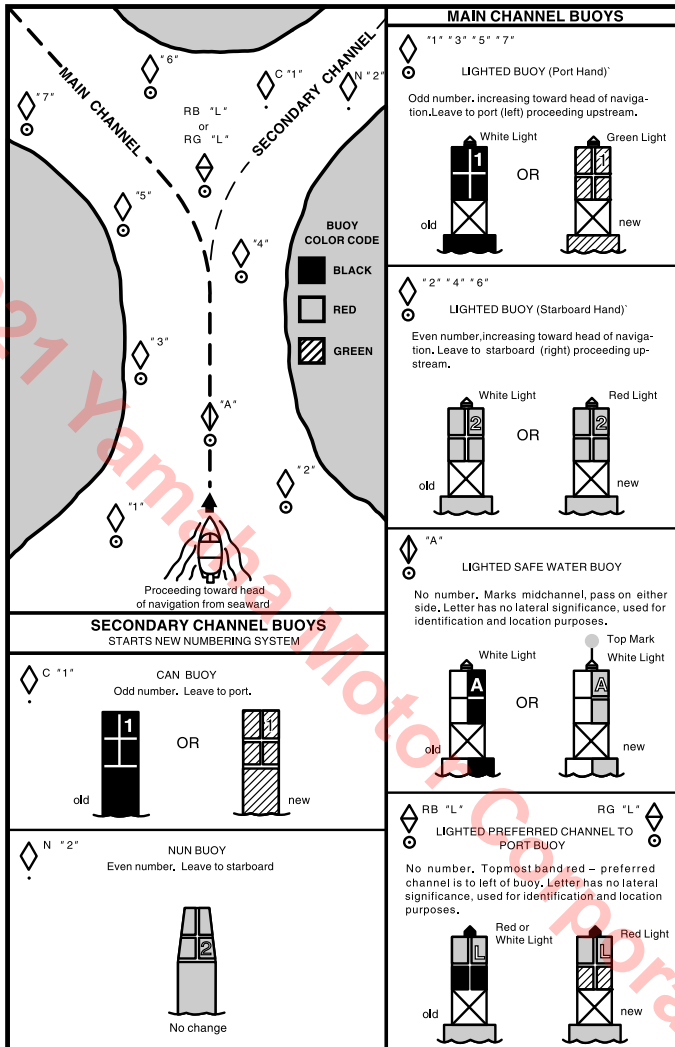 "6"
C "1"
N "2"
"7"
MAIN CHANNEL
SECONDARY CHANNEL
RB "L"
or
RG "L"
"5"
"4"
BUOY
COLOR CODE
BLACK
RED
GREEN
"3"
"A"
"2"
"1"
Proceeding toward head
of navigation from seaward
SECONDARY CHANNEL BUOYS
STARTS NEW NUMBERING SYSTEM
C "1"
CAN BUOY
Odd number. Leave to port.
1
OR
1
old
new
N "2"
NUN BUOY
Even number. Leave to starboard
2
No change
MAIN CHANNEL BUOYS
"1" "3" "5" "7"
LIGHTED BUOY (Port Hand)`
Odd number. increasing toward head of naviga-
tion.Leave to port (left) proceeding upstream.
White Light
Green Light
1
OR
1
old
new
"2" "4" "6"
LIGHTED BUOY (Starboard Hand)`
Even number,increasing toward head of naviga-
tion. Leave to starboard (right) proceeding up-
stream.
White Light
Red Light
2
OR
2
old
new
"A"
LIGHTED SAFE WATER BUOY
No number. Marks midchannel, pass on either
side. Letter has no lateral significance, used for
identification and location purposes.
Top Mark
White Light
White Light
A
OR
A
old
new
RB "L"
RG "L"
LIGHTED PREFERRED CHANNEL TO
PORT BUOY
No number. Topmost band red – preferred
channel is to left of buoy. Letter has no lateral
significance, used for identification and location
purposes.
Red or
White Light
Red Light
L
OR
L
old
new
21 Yamaha Motor Corpora